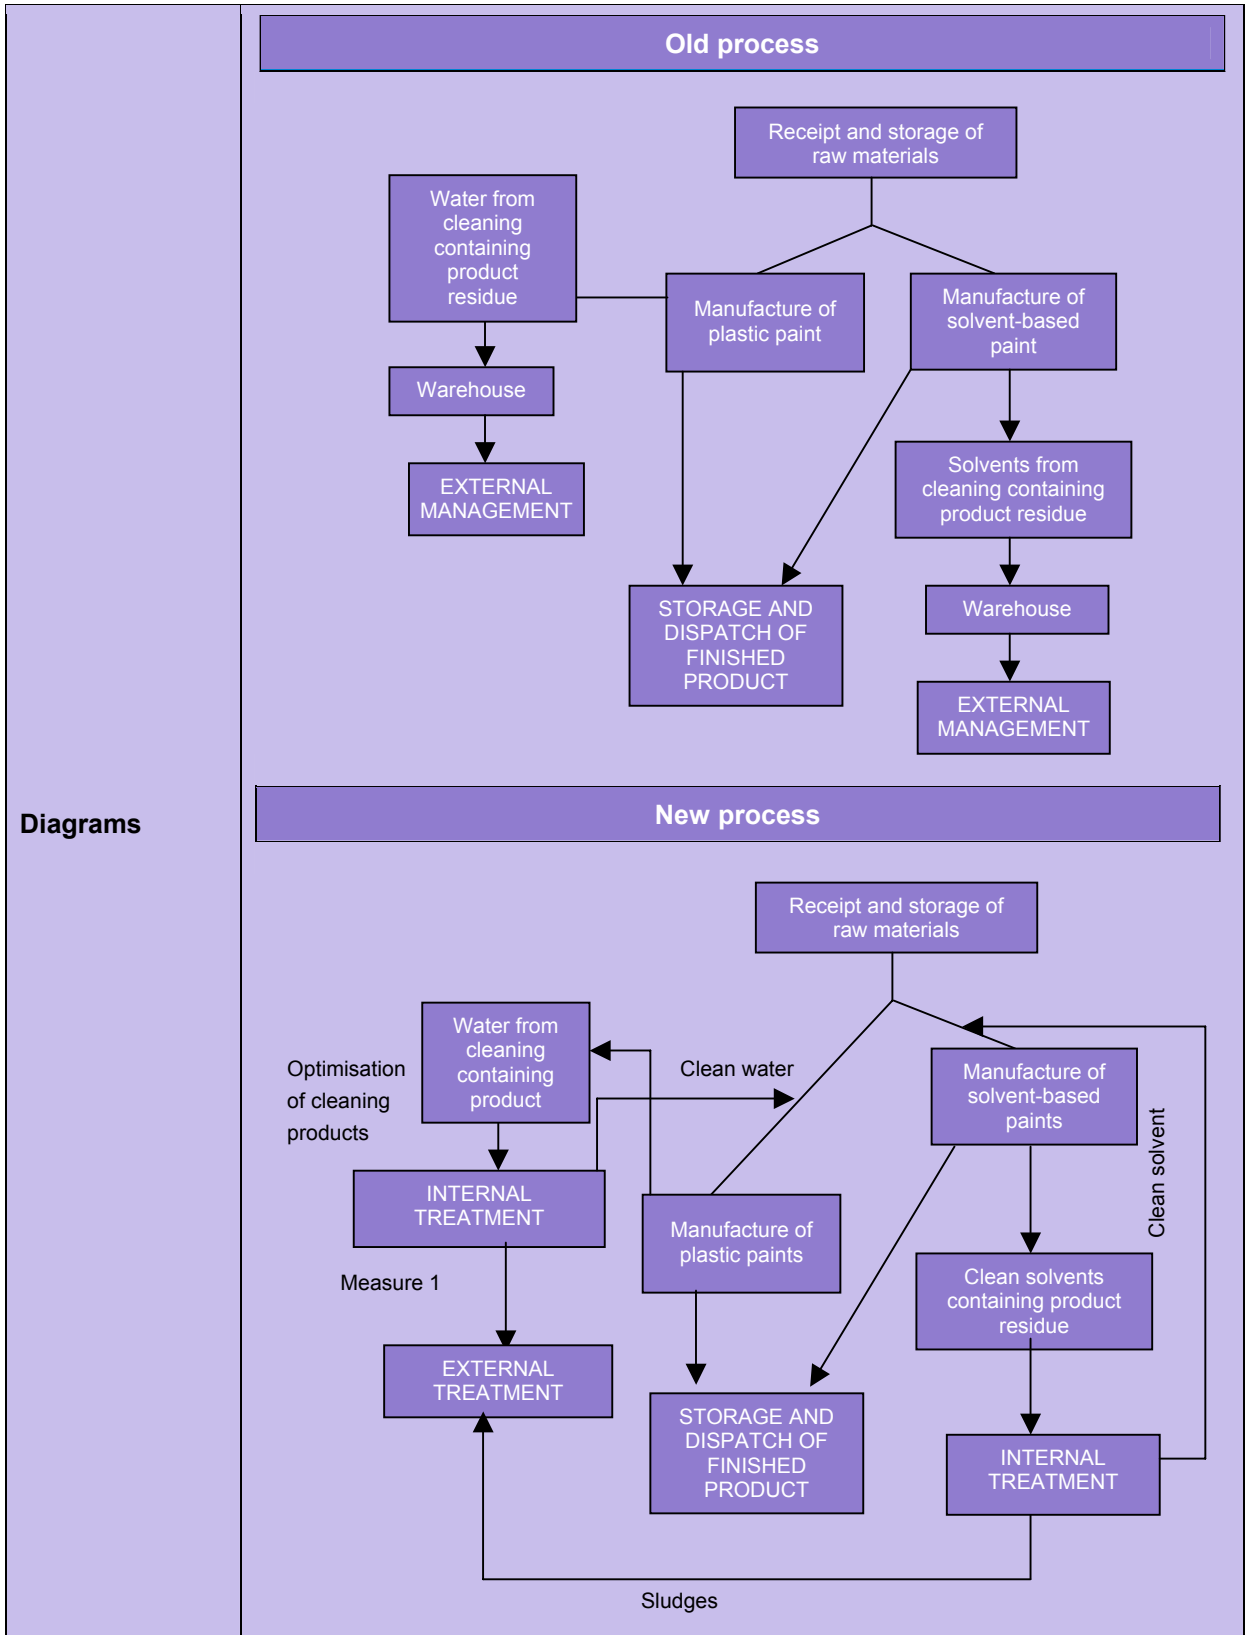 Diagrams
Old process
Receipt and storage of
raw materials
Water from
cleaning
containing
product
residue
Manufacture of
plastic paint
Manufacture of
solvent-based
paint
Warehouse
EXTERNAL
MANAGEMENT
Solvents from
cleaning containing
product residue
STORAGE AND
DISPATCH OF
FINISHED
PRODUCT
Warehouse
EXTERNAL
MANAGEMENT
New process
Receipt and storage of
raw materials
Water from
cleaning
containing
product
Optimisation
of cleaning
products
Clean water
Manufacture of
solvent-based
paints
Clean solvent
INTERNAL
TREATMENT
Manufacture of
plastic paints
Measure 1
Clean solvents
containing product
residue
EXTERNAL
TREATMENT
STORAGE AND
DISPATCH OF
FINISHED
PRODUCT
INTERNAL
TREATMENT
Sludges